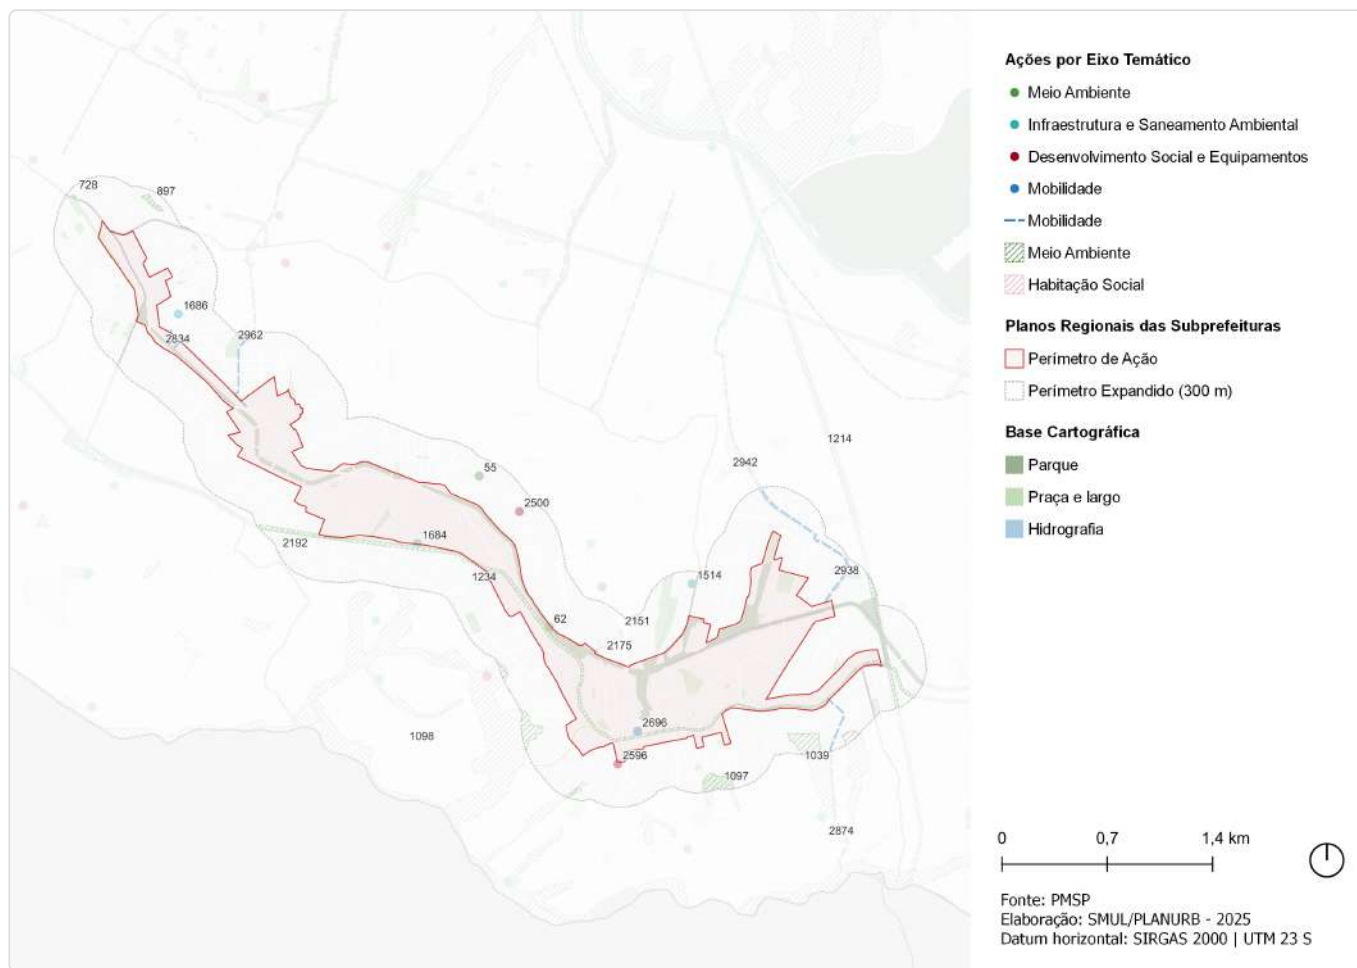 728
897
1686
2834
2962
55
2500
2192
1684
1234
62
2151
2175
1514
2942
1214
2938
2696
2596
1098
1097
1039
2874
Ações por Eixo Temático
Meio Ambiente
Infraestrutura e Saneamento Ambiental
Desenvolvimento Social e Equipamentos
Mobilidade
Mobilidade
Meio Ambiente
Habitação Social
Planos Regionais das Subprefeituras
Perímetro de Ação
Perímetro Expandido (300 m)
Base Cartográfica
Parque
Praça e largo
Hidrografia
0 0,7 1,4 km
Fonte: PMSP
Elaboração: SMUL/PLANURB - 2025
Datum horizontal: SIRGAS 2000 | UTM 23 S